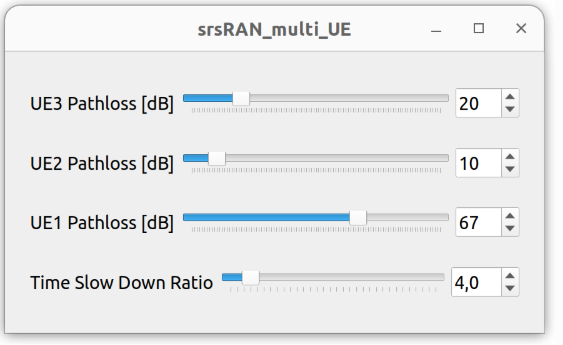 srsRAN_multi_UE
UE3 Pathloss [dB] 20
UE2 Pathloss [dB] 10
UE1 Pathloss [dB] 67
Time Slow Down Ratio 4,0